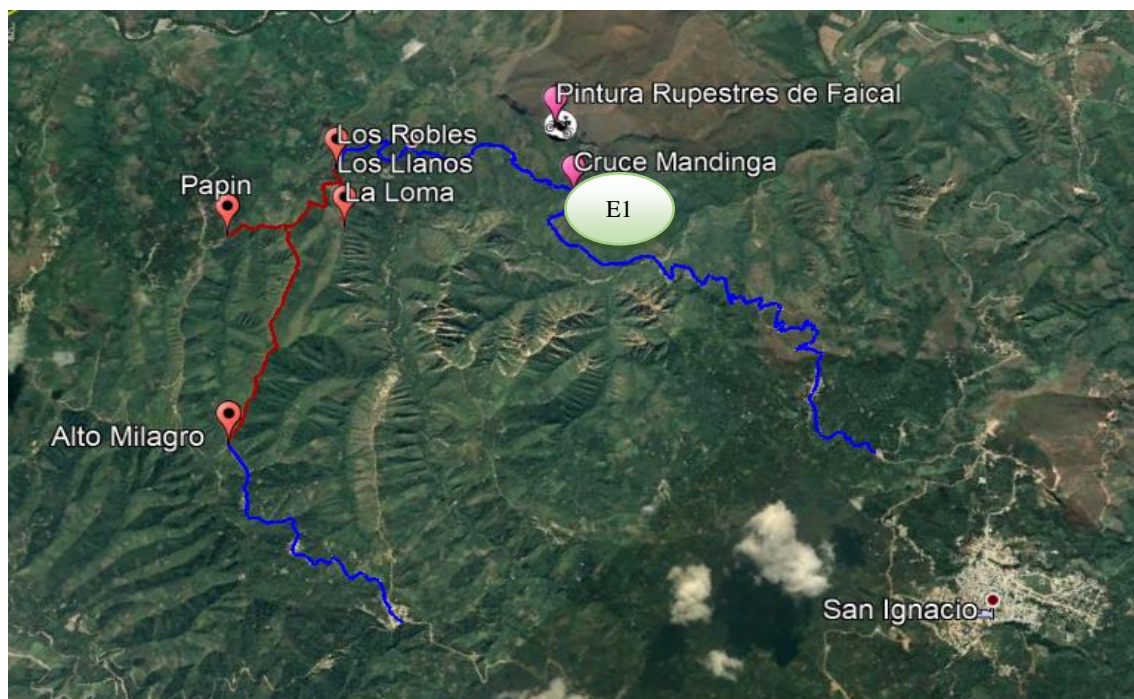 Pintura Rupestres de Faical
Los Robles
Cruce Mandinga
Los Llanos
Papin
La Loma
E1
Alto Milagro
San Ignacio